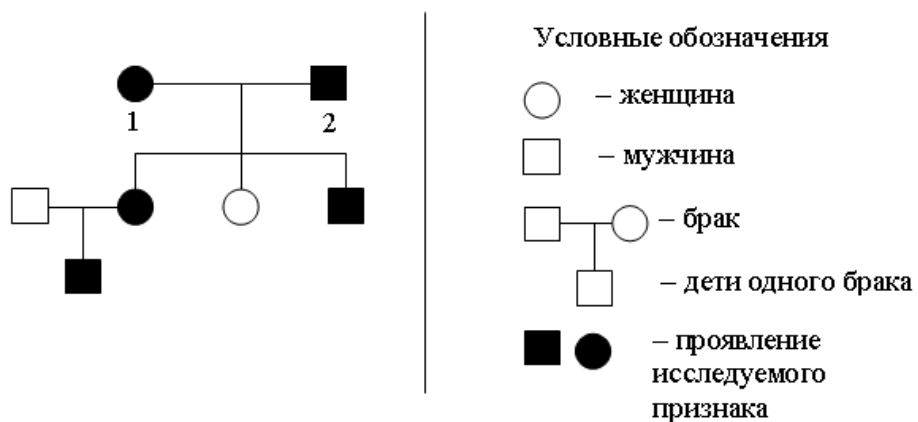 1
2
Условные обозначения
– женщина
– мужчина
– брак
– дети одного брака
– проявление
исследуемого
признака